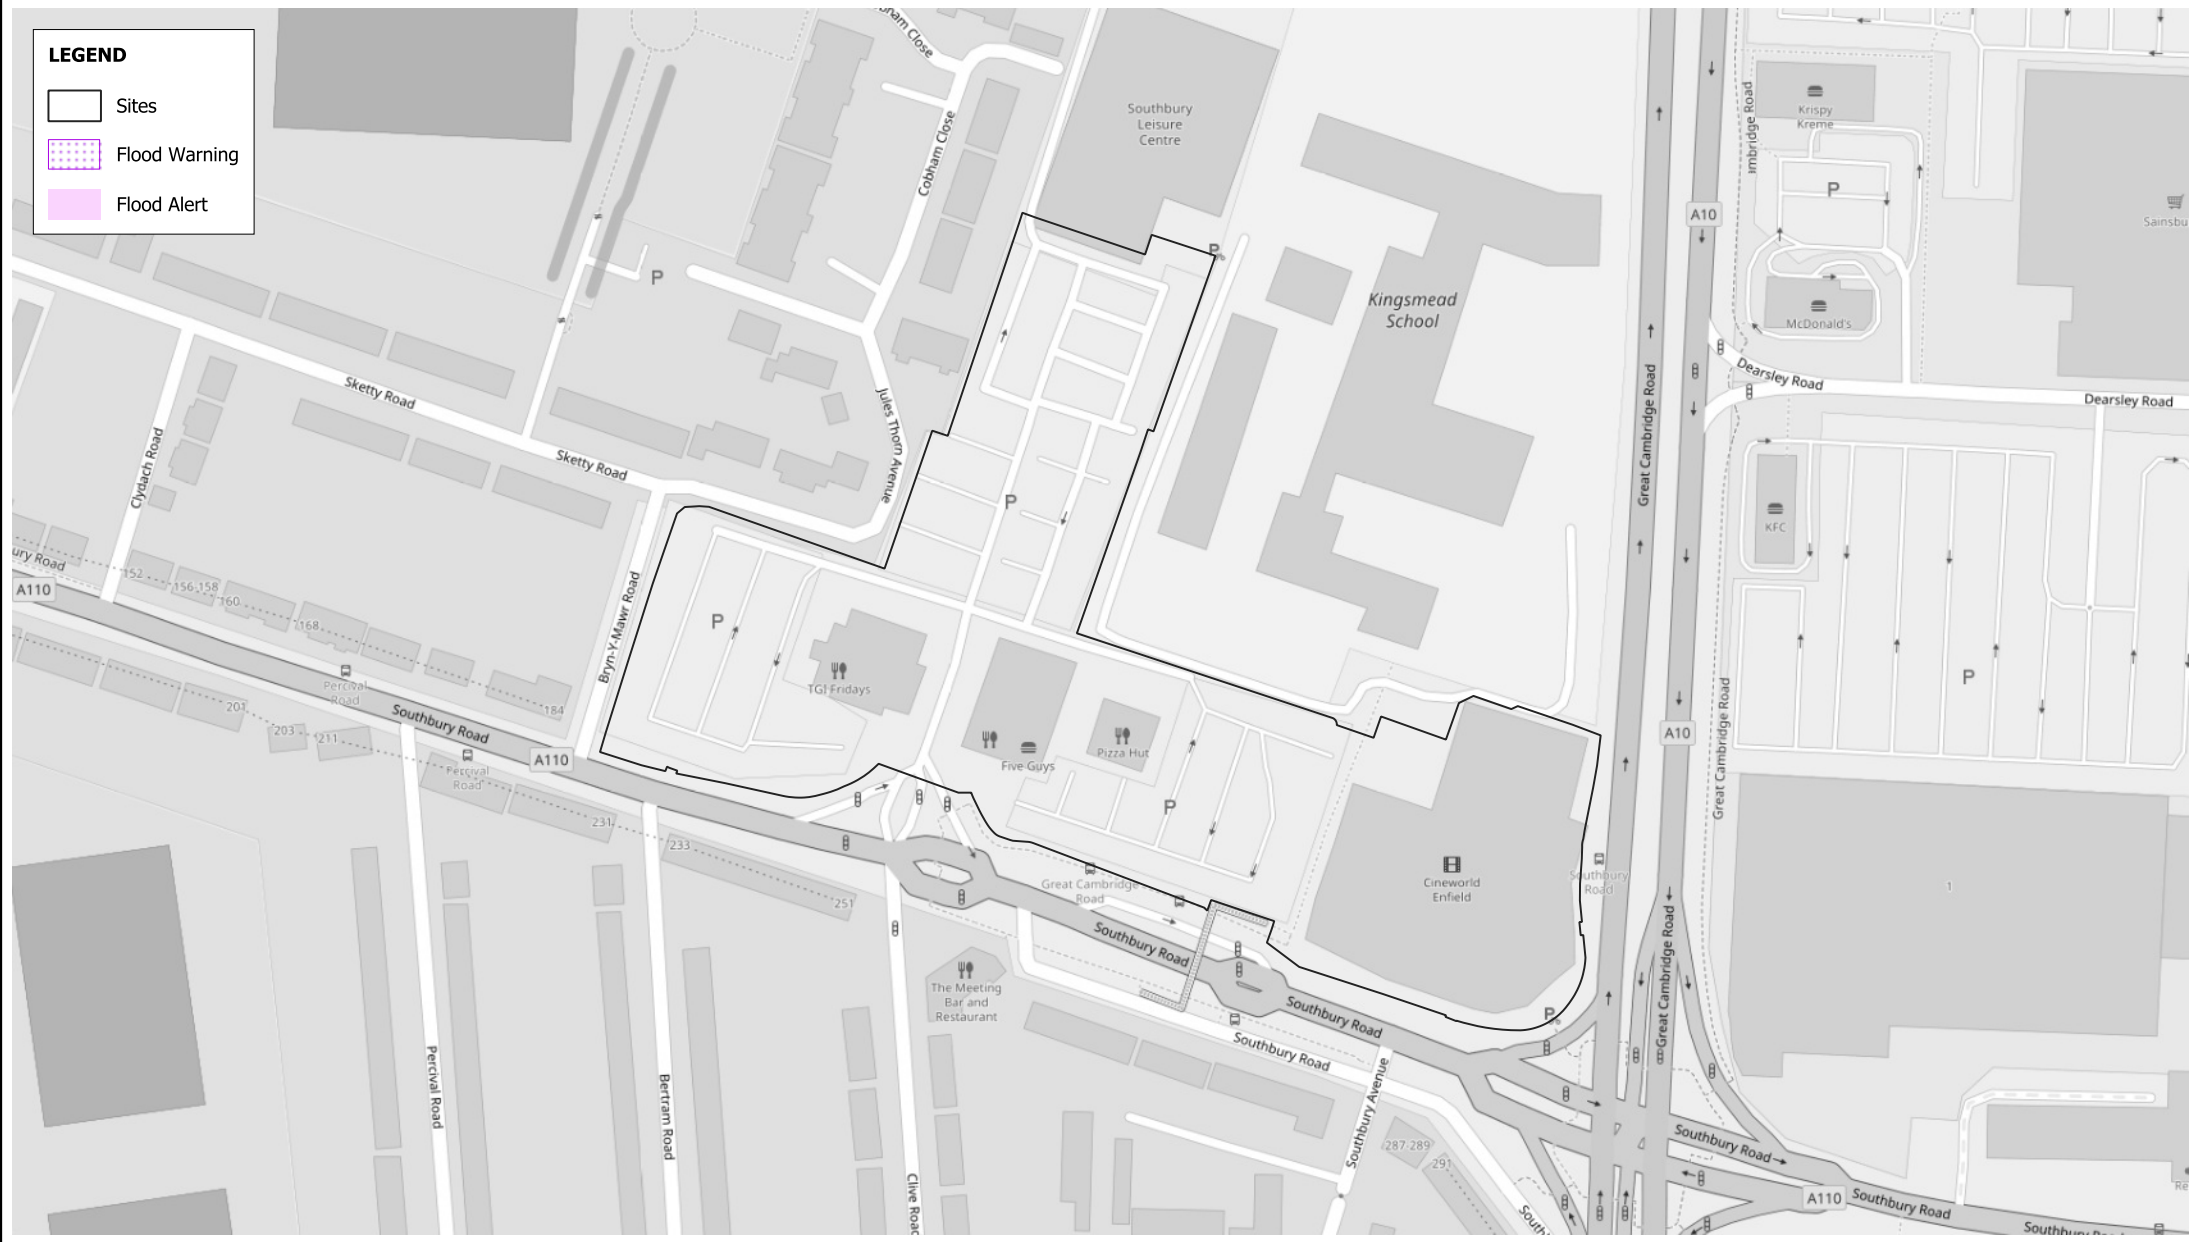 LEGEND
Sites
Flood Warning
Flood Alert
Cobham Close
Southbury
Leisure
Centre
Krispy
Kreme
P
A10
Kingsmead
School
McDonald's
Dearsley Road
Dearsley Road
Great Cambridge Road
P
P
Sketty Road
Sketty Road
Clydach Road
Jules Thorn Avenue
P
KFC
A110
152
156-158
160
168
184
Bryn-Y-Mawr Road
P
TGI Fridays
Percival
Road
201
203
211
Southbury Road
A110
Percival
Road
231
233
251
Five Guys
Pizza Hut
P
A10
Great Cambridge Road
P
Great Cambridge
Road
Cineworld
Enfield
Southbury
Road
1
Southbury Road
The Meeting
Bar and
Restaurant
Southbury Road
P
Great Cambridge Road
Southbury Road
Southbury Avenue
Percival Road
Bertram Road
287-289
291
Southbury Road
A110
Southbury Road